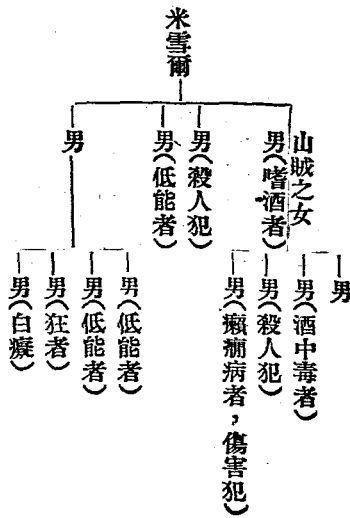 米雪爾
山賊之女
男（嗜酒者）
男（殺人犯）
男（低能者）
男
男
男（酒中毒者）
男（殺人犯）
男（癲癇病者，傷害犯）
男（低能者）
男（低能者）
男（狂者）
男（白癡）